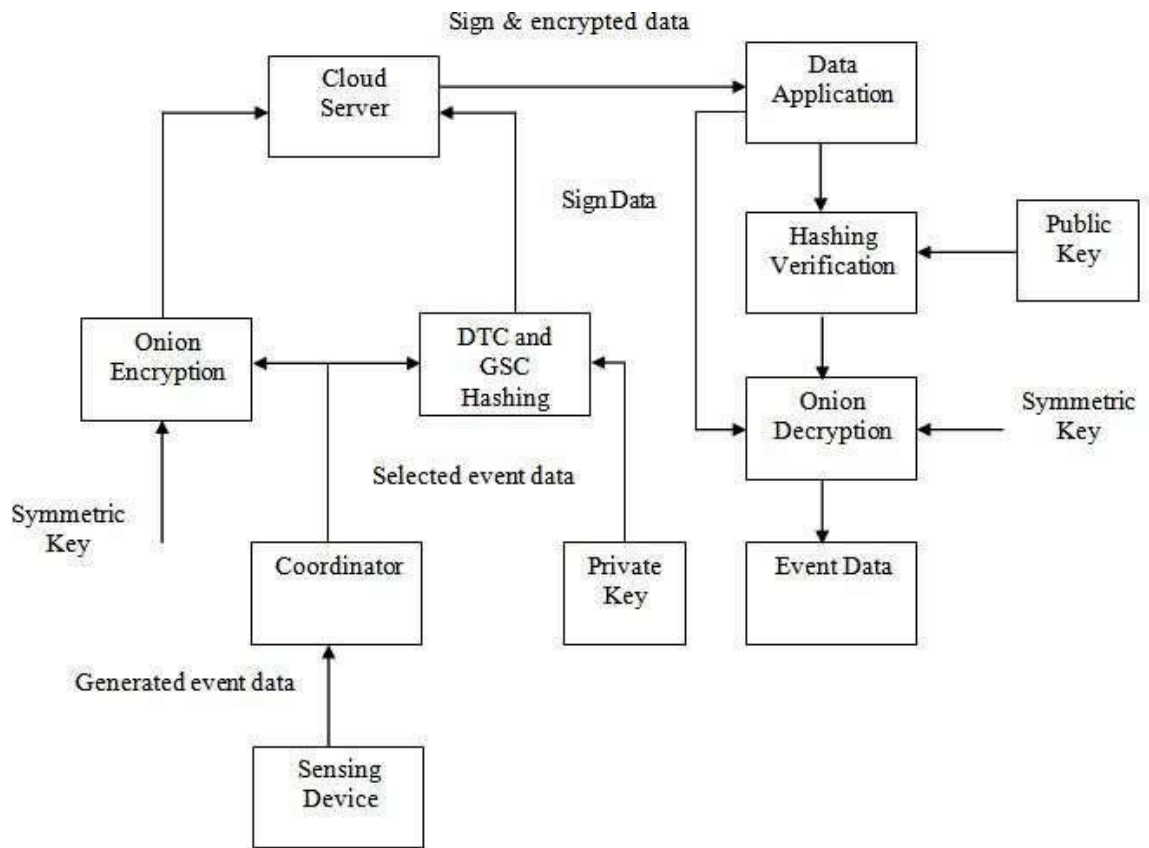 Sign & encrypted data
Cloud
Server
Data
Application
Sign Data
Hashing
Verification
Public
Key
Onion
Encryption
DTC and
GSC
Hashing
Onion
Decryption
Symmetric
Key
Selected event data
Symmetric
Key
Coordinator
Private
Key
Event Data
Generated event data
Sensing
Device